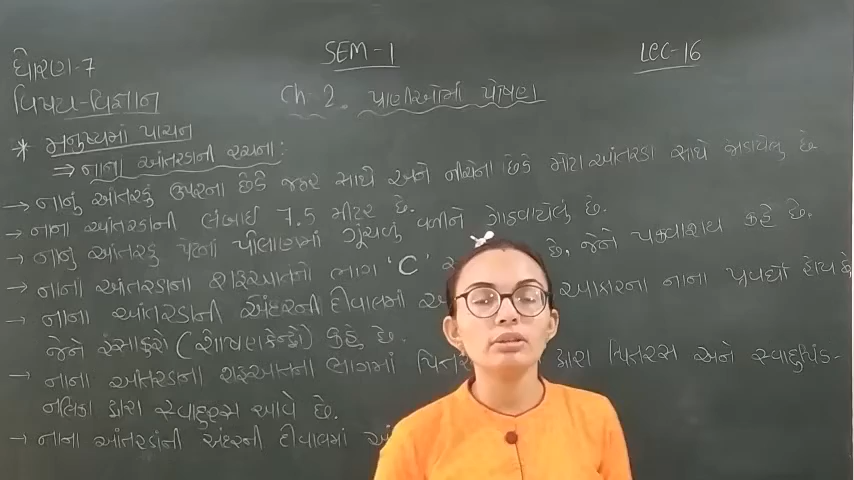 ધોરણ-7 SEM-1 LEC-16
વિષય-વિજ્ઞાન Ch-2. પ્રાણીઓમાં પોષણ
* મનુષ્યમાં પાચન
⇒ નાના આંતરડાની રચના:
→ નાનું આંતરડું ઉપરના છેડે જઠર સાથે અને નીચેના છેડે મોટા આંતરડા સાથે જોડાયેલું છે
→ નાના આંતરડાની લંબાઈ 7.5 મીટર છે.
→ નાનું આંતરડું પેટના પોલાણમાં ગૂંચળું વળીને ગોઠવાયેલું છે.
→ નાના આંતરડાના શરૂઆતનો ભાગ 'C' છે, જેને પકવાશય કહે છે.
→ નાના આંતરડાની અંદરની દીવાલમાં આકારના નાના પ્રવર્ધો હોય છે
જેને રસાંકુરો (શોષણકેન્દ્રો) કહે છે.
→ નાના આંતરડાના શરૂઆતના ભાગમાં દ્વારા પિત્તરસ અને સ્વાદુપિંડ-
નલિકા દ્વારા સ્વાદુરસ આવે છે.
→ નાના આંતરડાની અંદરની દીવાલમાં